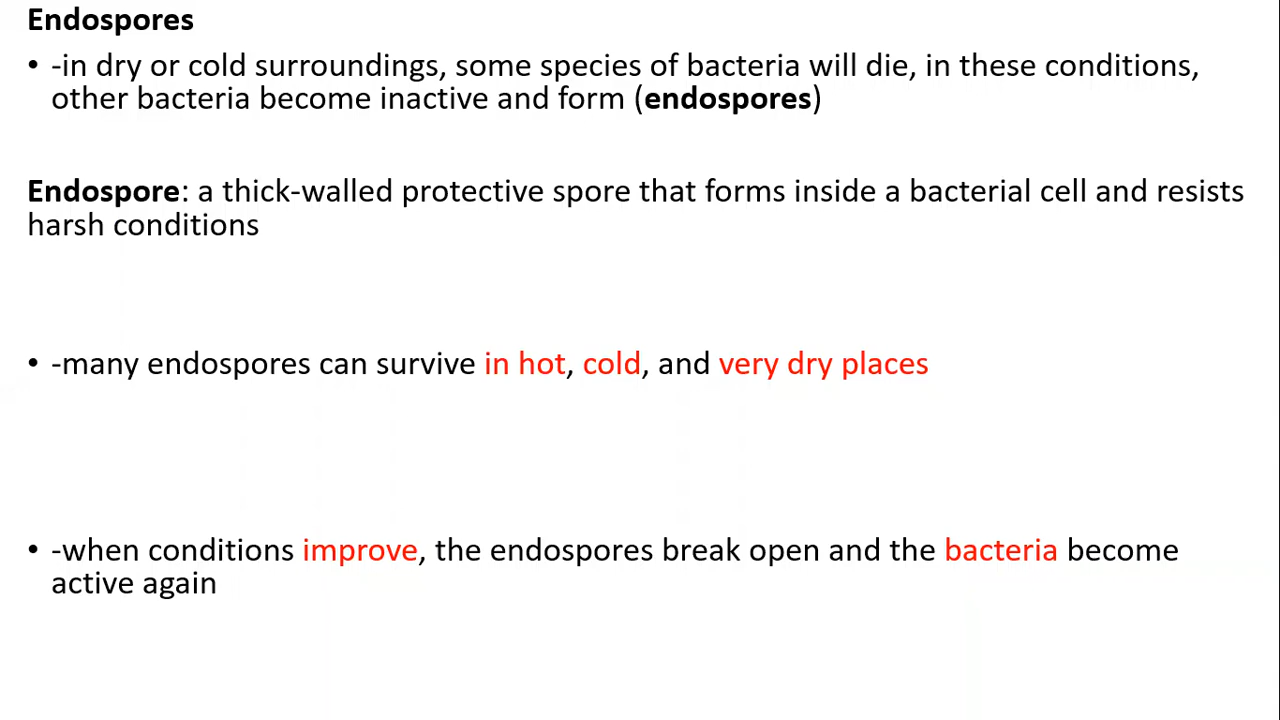 Endospores
• -in dry or cold surroundings, some species of bacteria will die, in these conditions,
other bacteria become inactive and form (endospores)
Endospore: a thick-walled protective spore that forms inside a bacterial cell and resists
harsh conditions
• -many endospores can survive in hot, cold, and very dry places
• -when conditions improve, the endospores break open and the bacteria become
active again